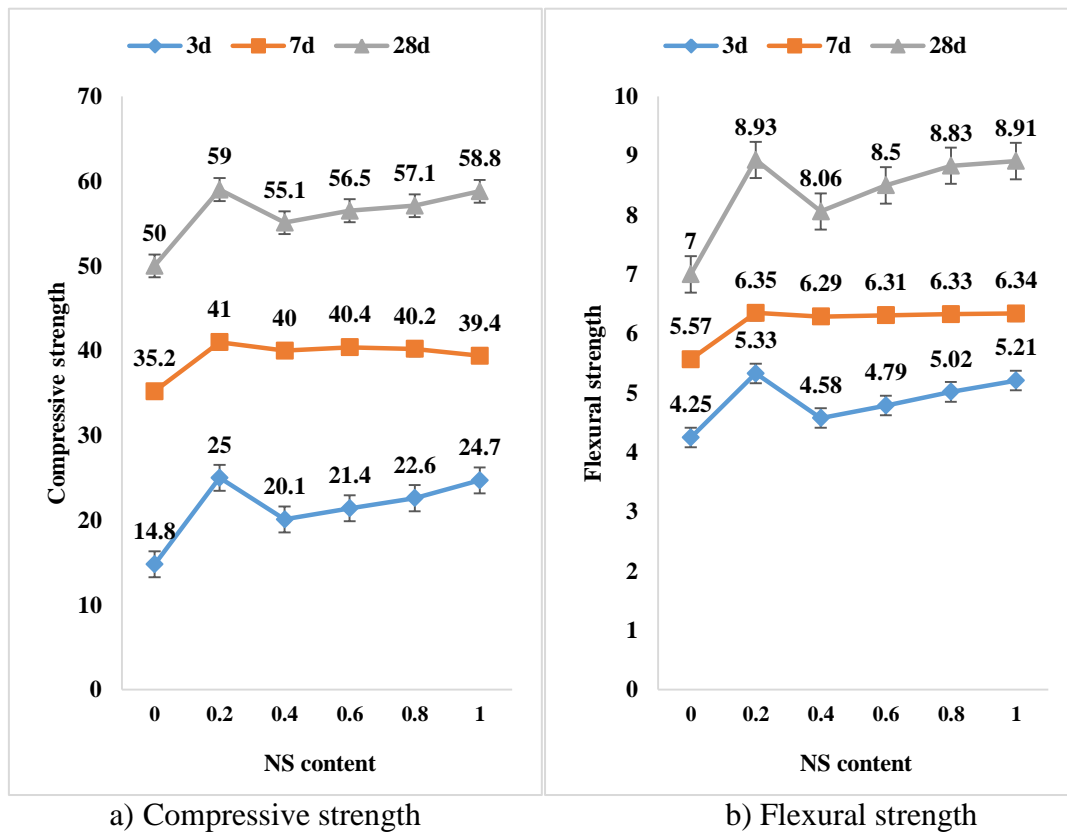 3d 7d 28d
70
60
50
40
30
20
10
0
Compressive strength
50 59 55.1 56.5 57.1 58.8
35.2 41 40 40.4 40.2 39.4
14.8 25 20.1 21.4 22.6 24.7
0 0.2 0.4 0.6 0.8 1
NS content
a) Compressive strength
3d 7d 28d
10
9
8
7
6
5
4
3
2
1
0
Flexural strength
7 8.93 8.06 8.5 8.83 8.91
5.57 6.35 6.29 6.31 6.33 6.34
4.25 5.33 4.58 4.79 5.02 5.21
0 0.2 0.4 0.6 0.8 1
NS content
b) Flexural strength